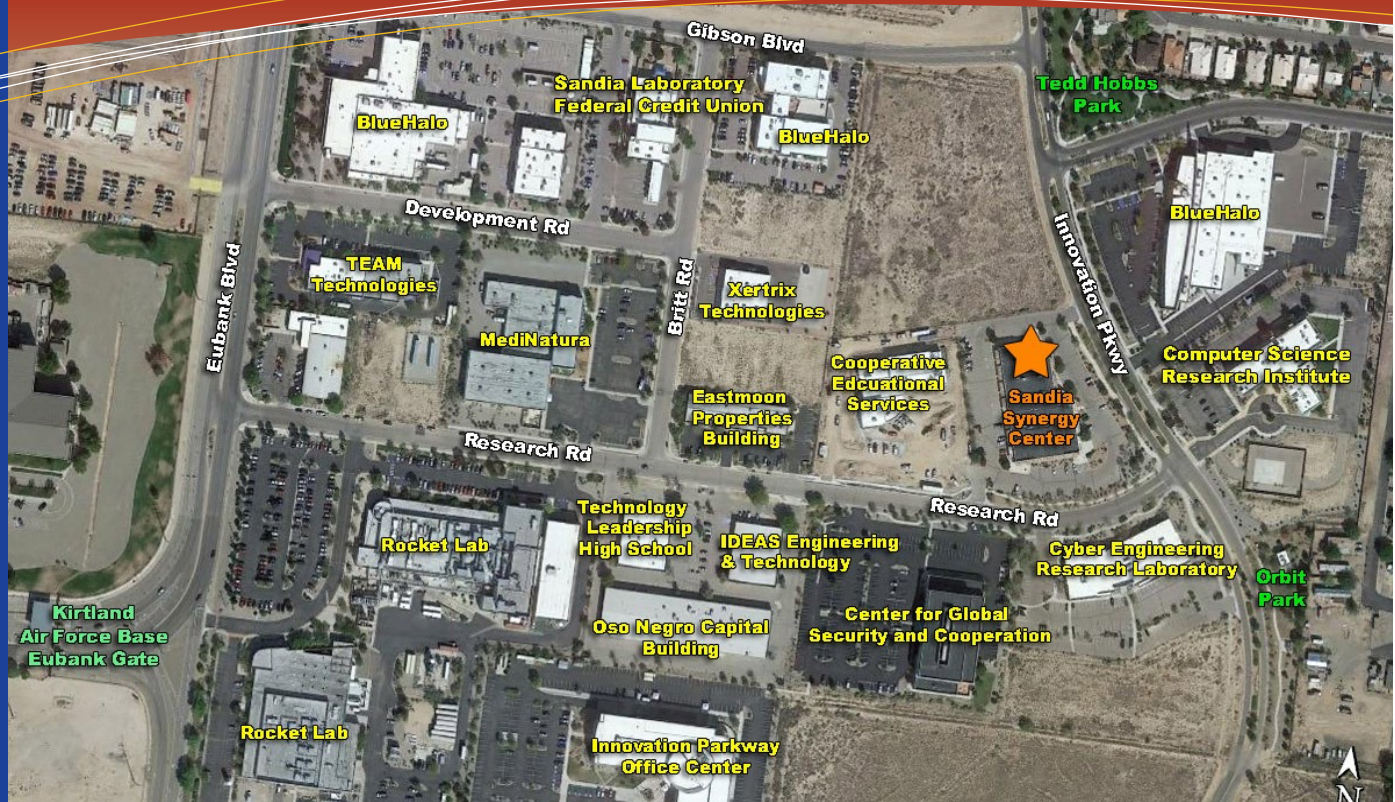 Gibson Blvd
Sandia Laboratory
Federal Credit Union
BlueHalo
BlueHalo
Tedd Hobbs
Park
BlueHalo
Development Rd
Innovation Pkwy
Eubank Blvd
TEAM
Technologies
Britt Rd
Xertrix
Technologies
MediNatura
Cooperative
Edcuational
Services
Computer Science
Research Institute
Eastmoon
Properties
Building
Sandia
Synergy
Center
Research Rd
Research Rd
Technology
Leadership
High School
Rocket Lab
IDEAS Engineering
& Technology
Cyber Engineering
Research Laboratory
Orbit
Park
Kirtland
Air Force Base
Eubank Gate
Oso Negro Capital
Building
Center for Global
Security and Cooperation
Rocket Lab
Innovation Parkway
Office Center
N